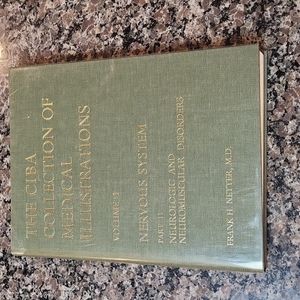 THE CIBA
COLLECTION OF
MEDICAL
ILLUSTRATIONS
VOLUME 1
NERVOUS SYSTEM
PART II
NEUROLOGIC AND
NEUROMUSCULAR DISORDERS
FRANK H. NETTER, M.D.